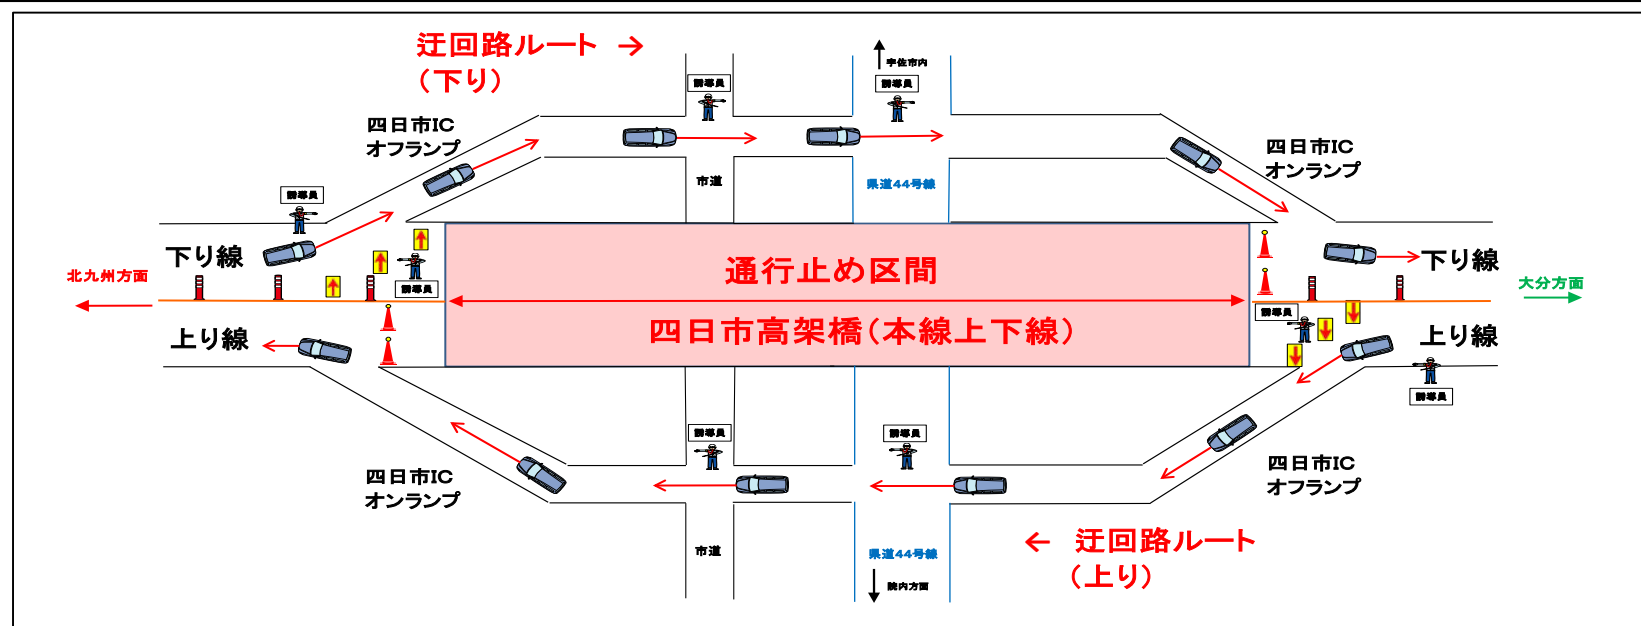 迂回路ルート →
(下り)
宇佐市内
誘導員
誘導員
四日市IC
オフランプ
四日市IC
オンランプ
市道
県道44号線
誘導員
下り線
通行止め区間
下り線
北九州方面
誘導員
大分方面
誘導員
上り線
四日市高架橋(本線上下線)
上り線
誘導員
誘導員
誘導員
四日市IC
オンランプ
四日市IC
オフランプ
← 迂回路ルート
(上り)
市道
県道44号線
院内方面